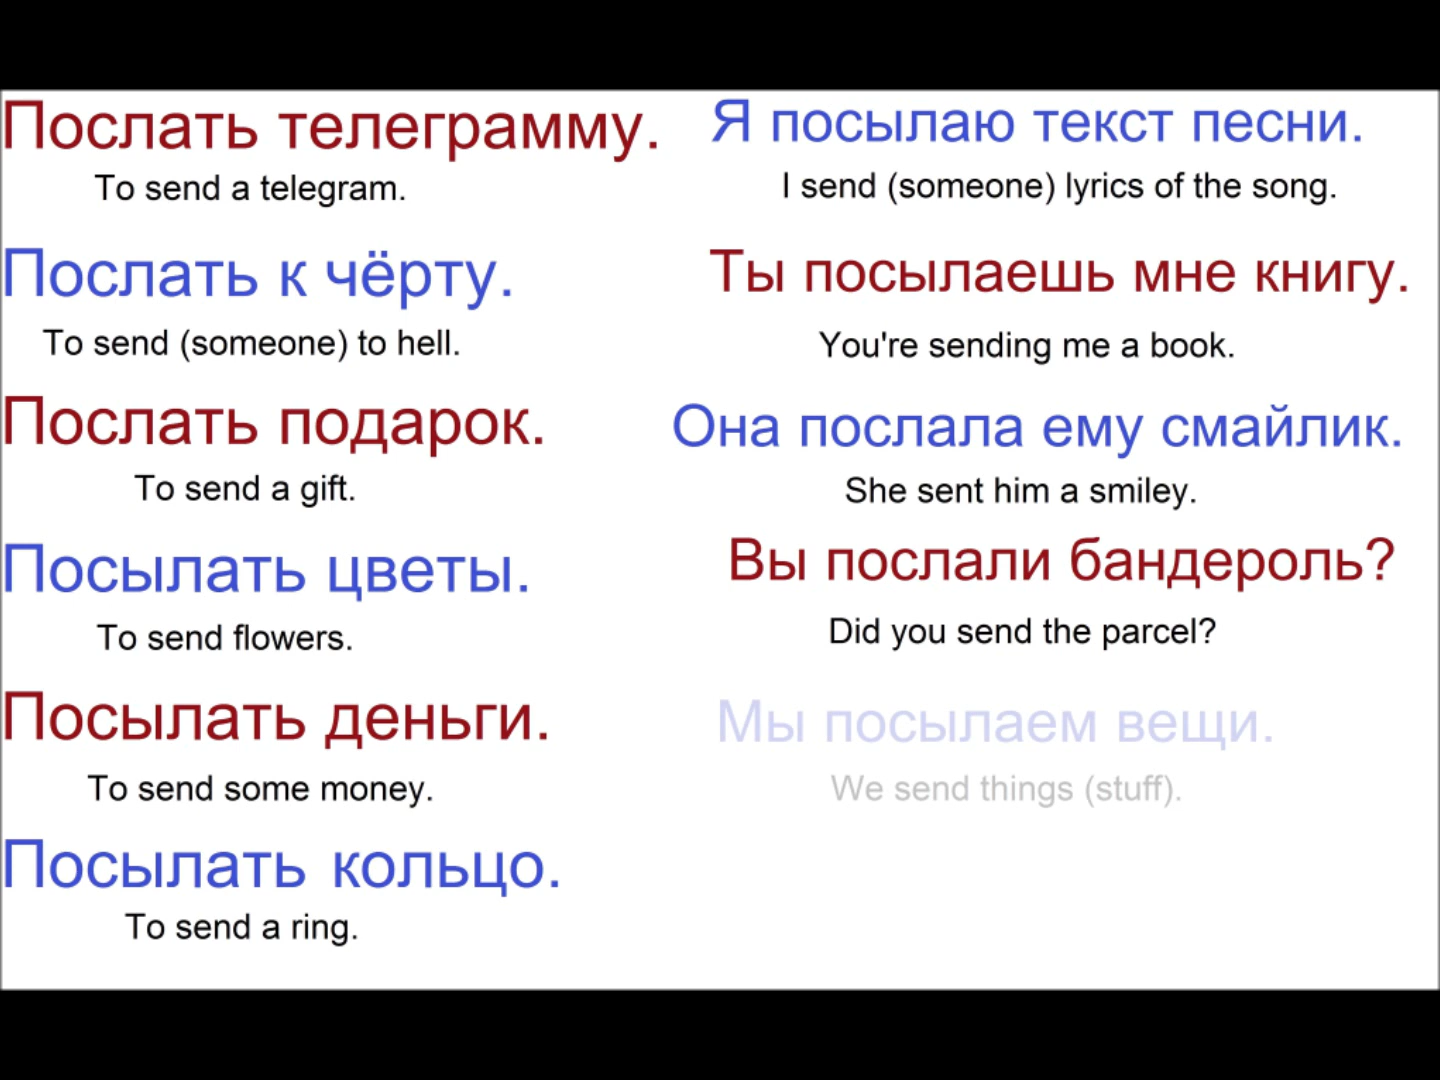 Послать телеграмму.
To send a telegram.
Послать к чёрту.
To send (someone) to hell.
Послать подарок.
To send a gift.
Посылать цветы.
To send flowers.
Посылать деньги.
To send some money.
Посылать кольцо.
To send a ring.
Я посылаю текст песни.
I send (someone) lyrics of the song.
Ты посылаешь мне книгу.
You're sending me a book.
Она послала ему смайлик.
She sent him a smiley.
Вы послали бандероль?
Did you send the parcel?
Мы посылаем вещи.
We send things (stuff).